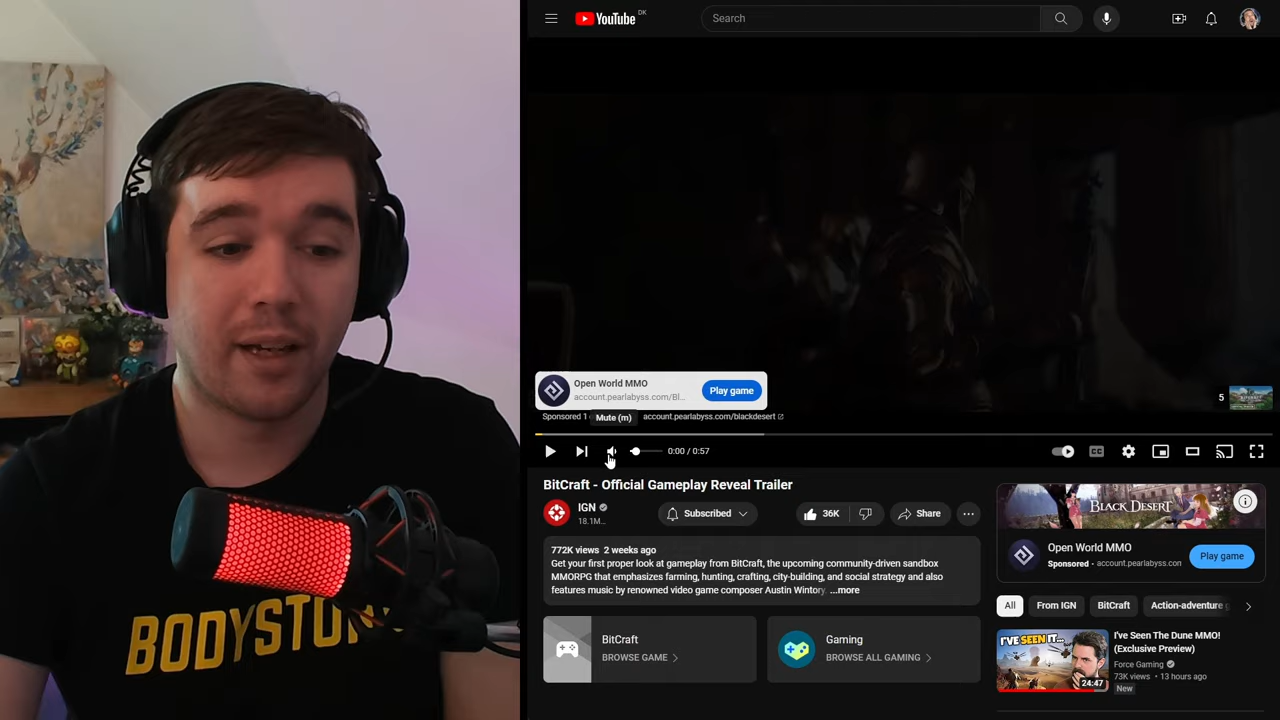 YouTube DK
Search
Open World MMO
account.pearlabyss.com/Bl...
Play game
5
Sponsored 1
Mute (m)
account.pearlabyss.com/blackdesert
0:00 / 0:57
BitCraft - Official Gameplay Reveal Trailer
IGN
18.1M...
Subscribed
36K
Share
772K views 2 weeks ago
Get your first proper look at gameplay from BitCraft, the upcoming community-driven sandbox
MMORPG that emphasizes farming, hunting, crafting, city-building, and social strategy and also
features music by renowned video game composer Austin Wintory. ...more
BitCraft
BROWSE GAME
Gaming
BROWSE ALL GAMING
BLACK DESERT
Open World MMO
Sponsored · account.pearlabyss.com
Play game
All
From IGN
BitCraft
Action-adventure g
I'VE SEEN IT...
24:47
I've Seen The Dune MMO!
(Exclusive Preview)
Force Gaming
73K views · 13 hours ago
New